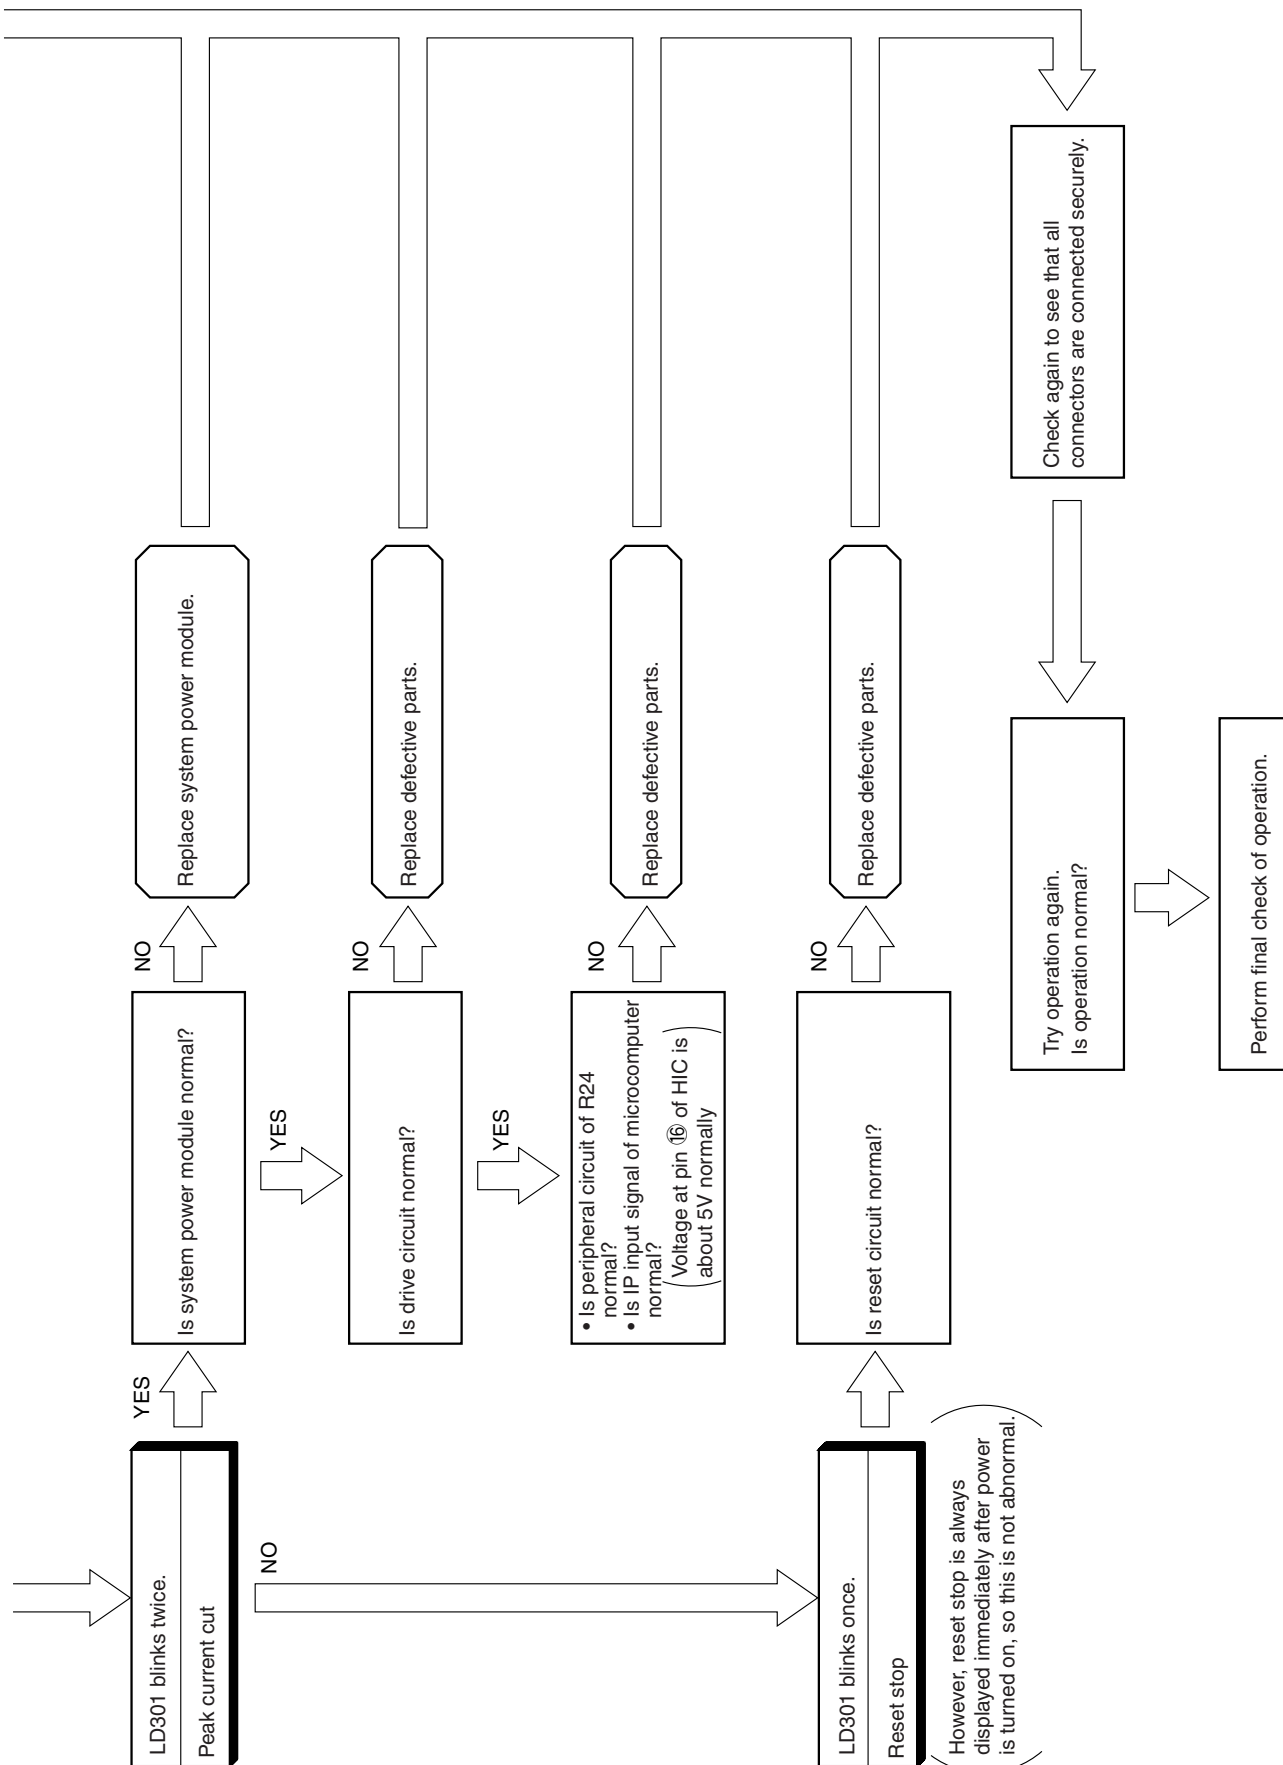 LD301 blinks twice.
Peak current cut
YES
Is system power module normal?
NO
Replace system power module.
YES
Is drive circuit normal?
NO
Replace defective parts.
YES
• Is peripheral circuit of R24
normal?
• Is IP input signal of microcomputer
normal?
Voltage at pin ⑯ of HIC is
about 5V normally
NO
Replace defective parts.
NO
LD301 blinks once.
Reset stop
However, reset stop is always
displayed immediately after power
is turned on, so this is not abnormal.
Is reset circuit normal?
NO
Replace defective parts.
Check again to see that all
connectors are connected securely.
Try operation again.
Is operation normal?
Perform final check of operation.